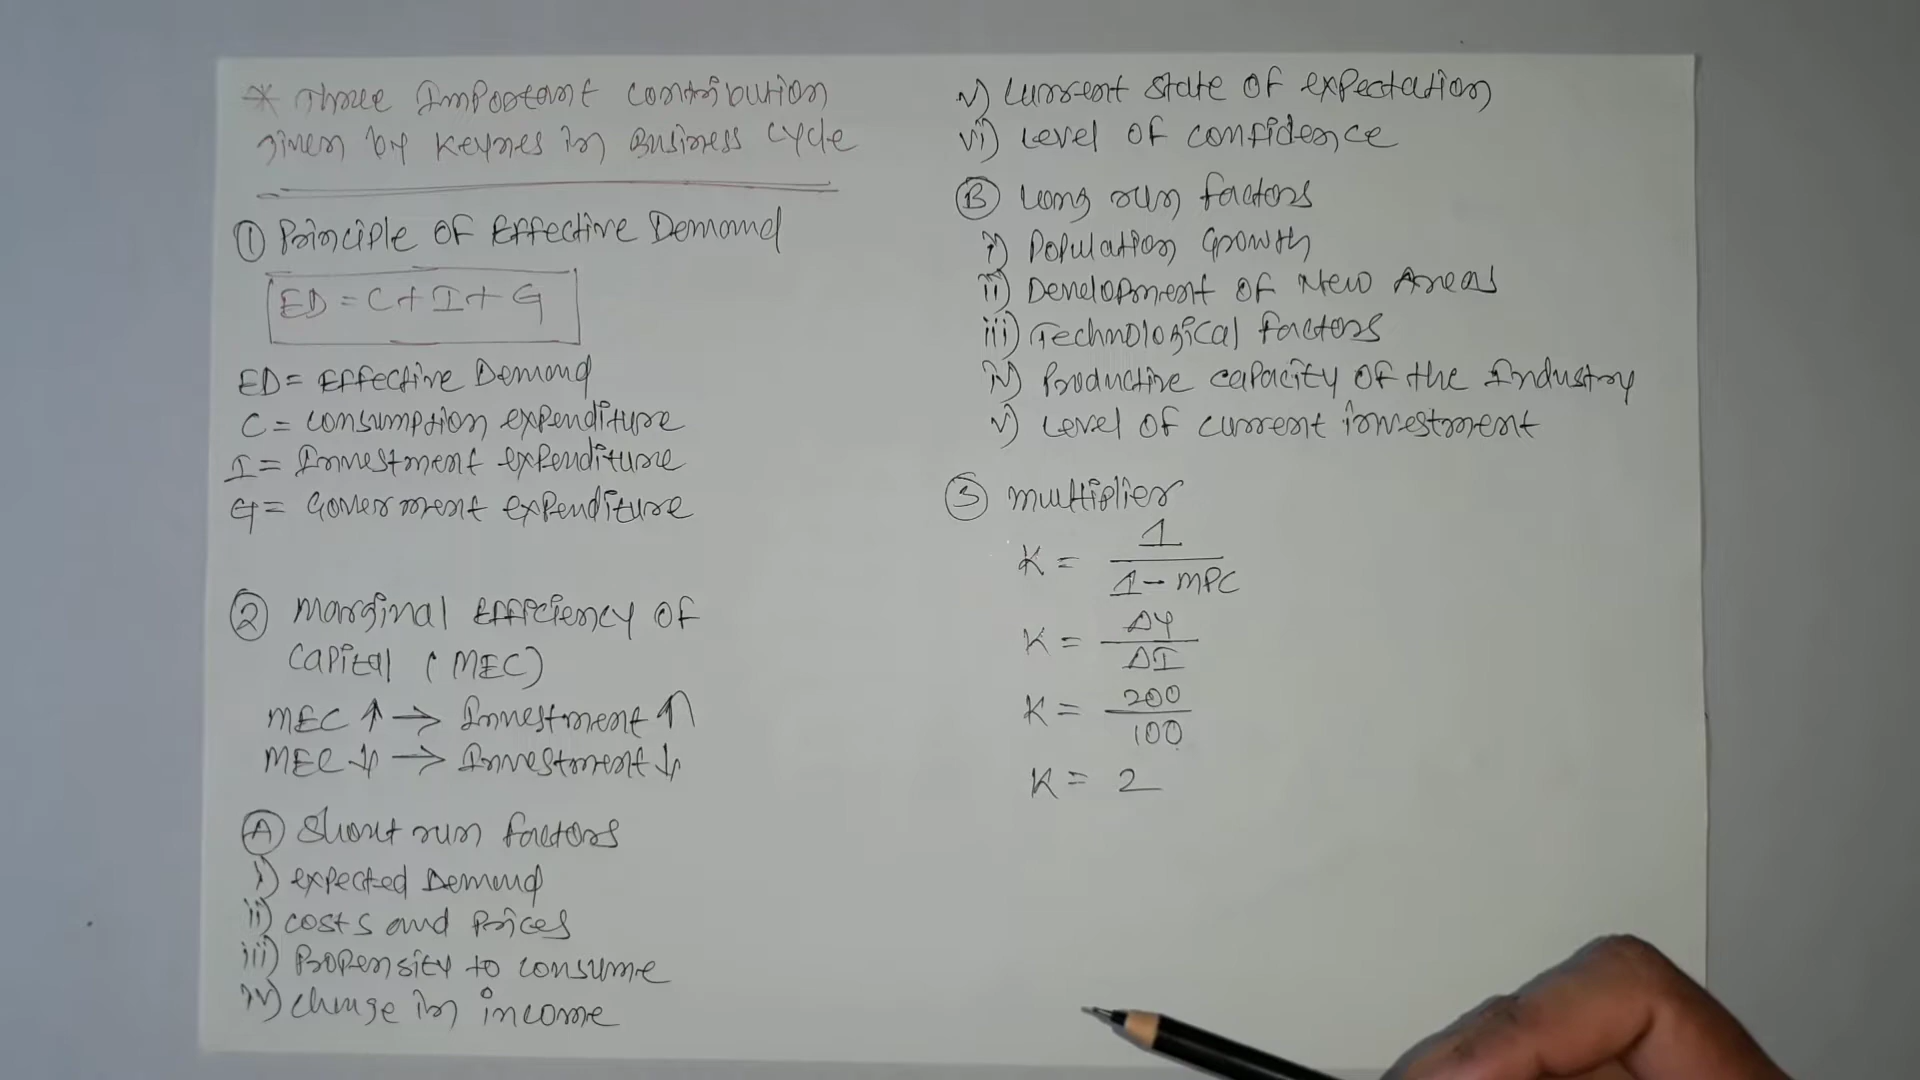 * Three Important contribution
given by Keynes in Business cycle
① Principle of Effective Demand
ED = C + I + G
ED = Effective Demand
C = consumption expenditure
I = Investment expenditure
G = Government expenditure
② Marginal Efficiency of
Capital (MEC)
MEC ↑ → Investment ↑
MEC ↓ → Investment ↓
Ⓐ Short run factors
i) expected Demand
ii) costs and Prices
iii) Propensity to consume
iv) change in income
v) current state of expectation
vi) Level of confidence
Ⓑ Long run factors
i) Population Growth
ii) Development of New Areas
iii) Technological factors
iv) Productive capacity of the Industry
v) Level of current investment
③ Multiplier
K = 1 / 1 - MPC
K = ΔY / ΔI
K = 200 / 100
K = 2